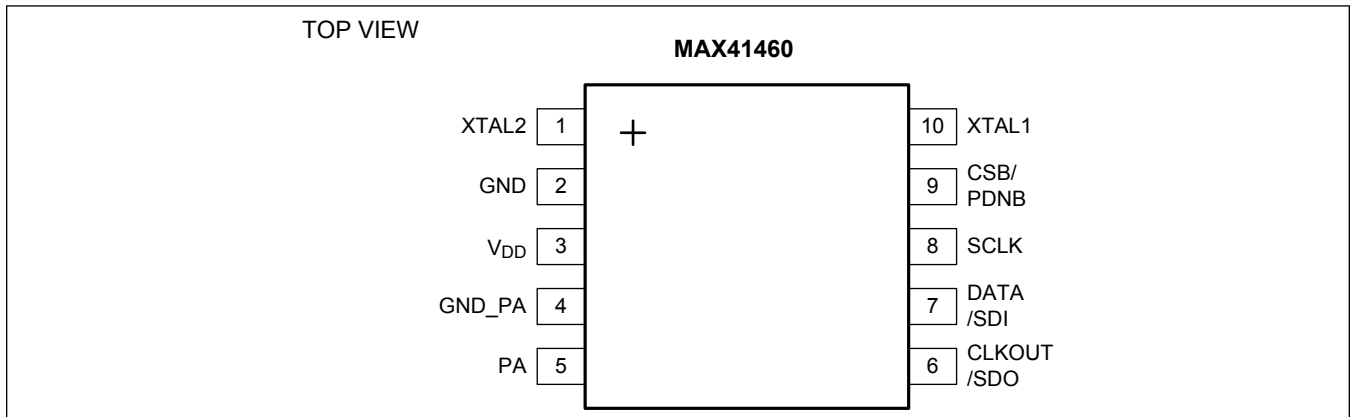 TOP VIEW
MAX41460
XTAL2 1
GND 2
VDD 3
GND_PA 4
PA 5
+
10 XTAL1
9 CSB/
PDNB
8 SCLK
7 DATA
/SDI
6 CLKOUT
/SDO